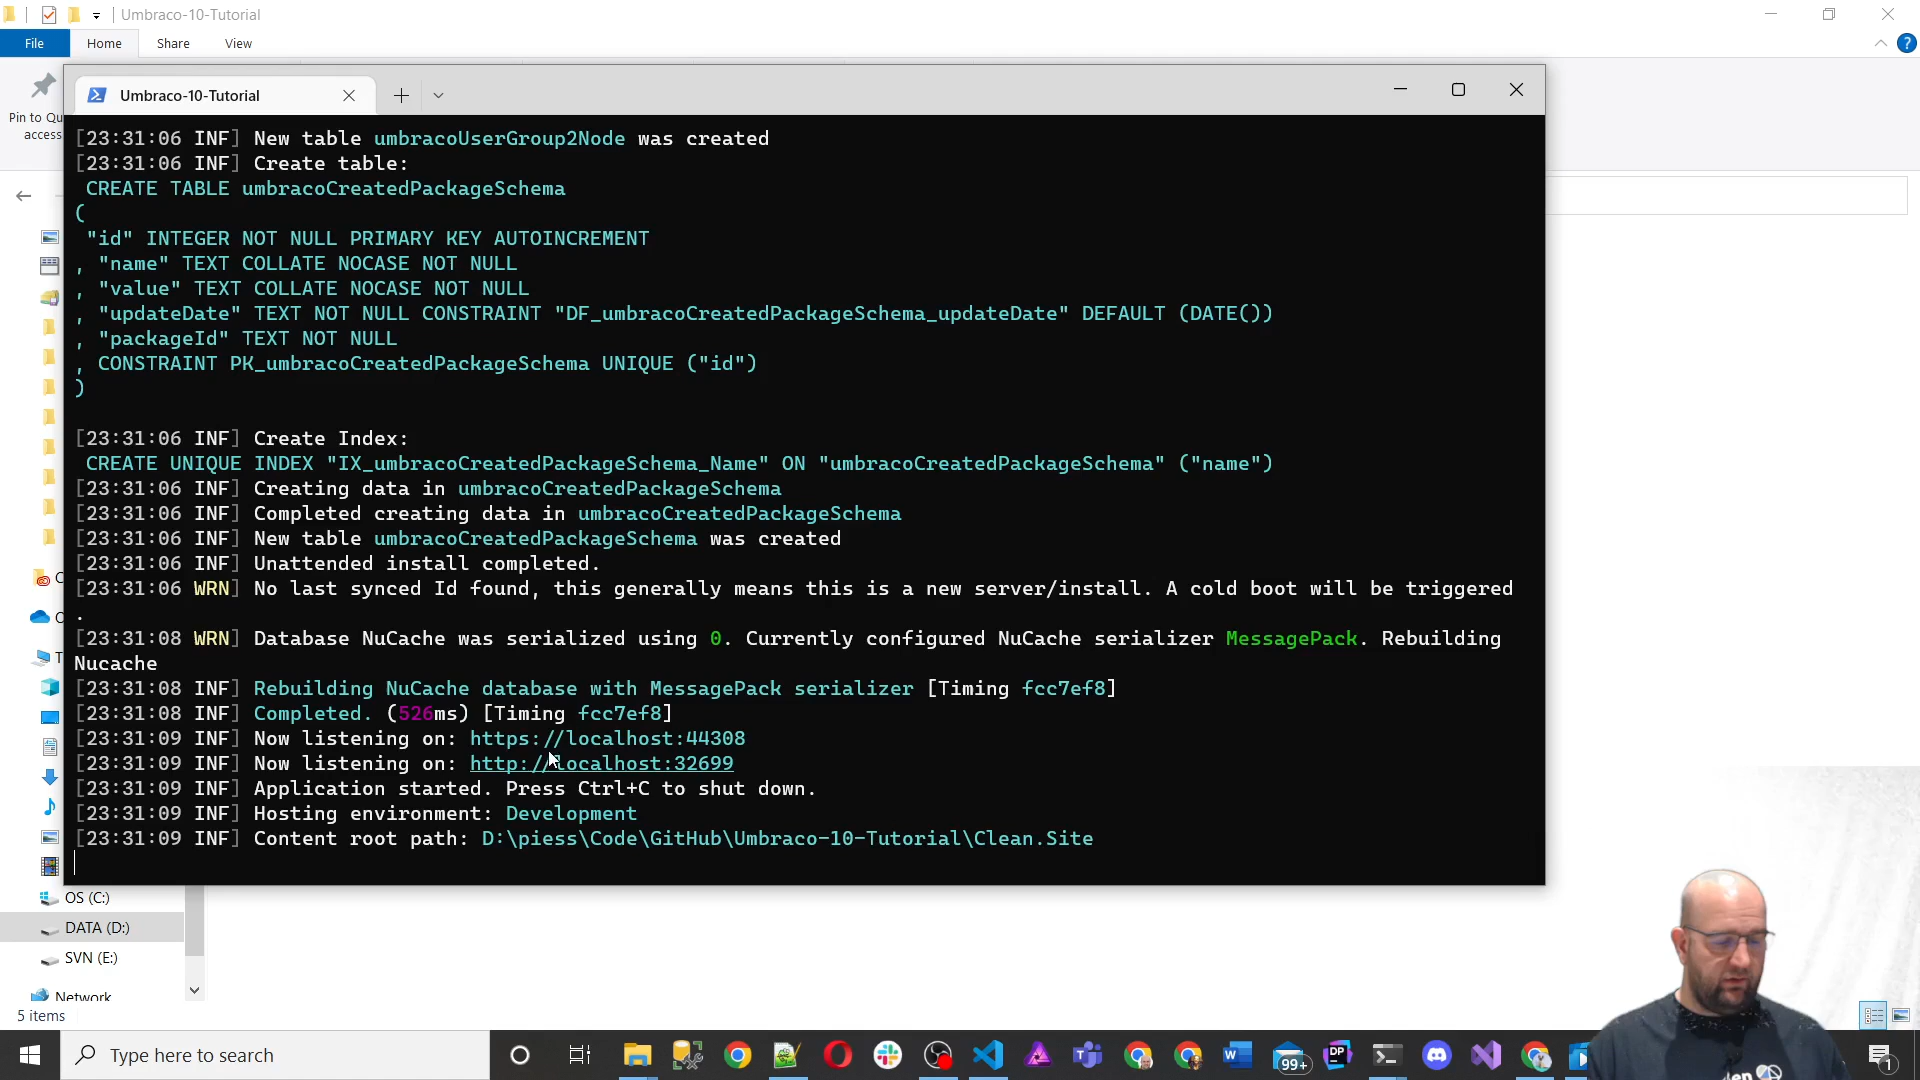 Umbraco-10-Tutorial
File Home Share View
Pin to Qu
access
Umbraco-10-Tutorial
[23:31:06 INF] New table umbracoUserGroup2Node was created
[23:31:06 INF] Create table:
CREATE TABLE umbracoCreatedPackageSchema
(
"id" INTEGER NOT NULL PRIMARY KEY AUTOINCREMENT
, "name" TEXT COLLATE NOCASE NOT NULL
, "value" TEXT COLLATE NOCASE NOT NULL
, "updateDate" TEXT NOT NULL CONSTRAINT "DF_umbracoCreatedPackageSchema_updateDate" DEFAULT (DATE())
, "packageId" TEXT NOT NULL
, CONSTRAINT PK_umbracoCreatedPackageSchema UNIQUE ("id")
)
[23:31:06 INF] Create Index:
CREATE UNIQUE INDEX "IX_umbracoCreatedPackageSchema_Name" ON "umbracoCreatedPackageSchema" ("name")
[23:31:06 INF] Creating data in umbracoCreatedPackageSchema
[23:31:06 INF] Completed creating data in umbracoCreatedPackageSchema
[23:31:06 INF] New table umbracoCreatedPackageSchema was created
[23:31:06 INF] Unattended install completed.
[23:31:06 WRN] No last synced Id found, this generally means this is a new server/install. A cold boot will be triggered
.
[23:31:08 WRN] Database NuCache was serialized using 0. Currently configured NuCache serializer MessagePack. Rebuilding
Nucache
[23:31:08 INF] Rebuilding NuCache database with MessagePack serializer [Timing fcc7ef8]
[23:31:08 INF] Completed. (526ms) [Timing fcc7ef8]
[23:31:09 INF] Now listening on: https://localhost:44308
[23:31:09 INF] Now listening on: http://localhost:32699
[23:31:09 INF] Application started. Press Ctrl+C to shut down.
[23:31:09 INF] Hosting environment: Development
[23:31:09 INF] Content root path: D:\piess\Code\GitHub\Umbraco-10-Tutorial\Clean.Site
OS (C:)
DATA (D:)
SVN (E:)
Network
5 items
Type here to search
99+
DP
1